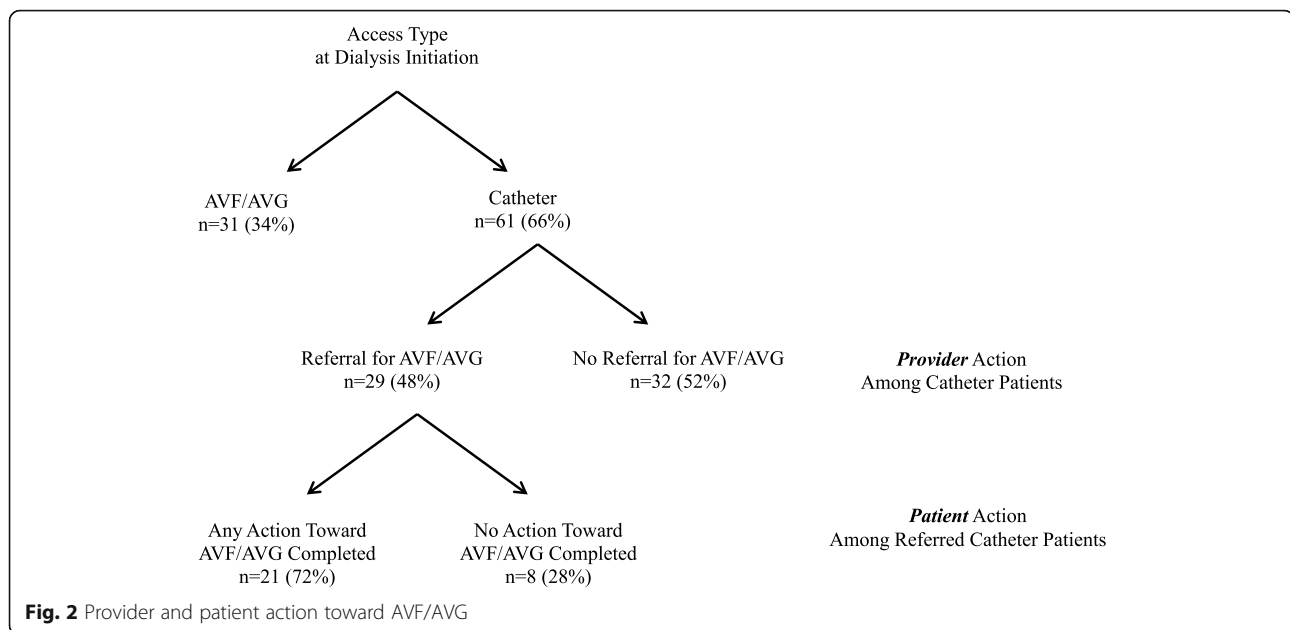 Access Type
at Dialysis Initiation
AVF/AVG
n=31 (34%)
Catheter
n=61 (66%)
Referral for AVF/AVG
n=29 (48%)
No Referral for AVF/AVG
n=32 (52%)
Provider Action
Among Catheter Patients
Any Action Toward
AVF/AVG Completed
n=21 (72%)
No Action Toward
AVF/AVG Completed
n=8 (28%)
Patient Action
Among Referred Catheter Patients
Fig. 2 Provider and patient action toward AVF/AVG